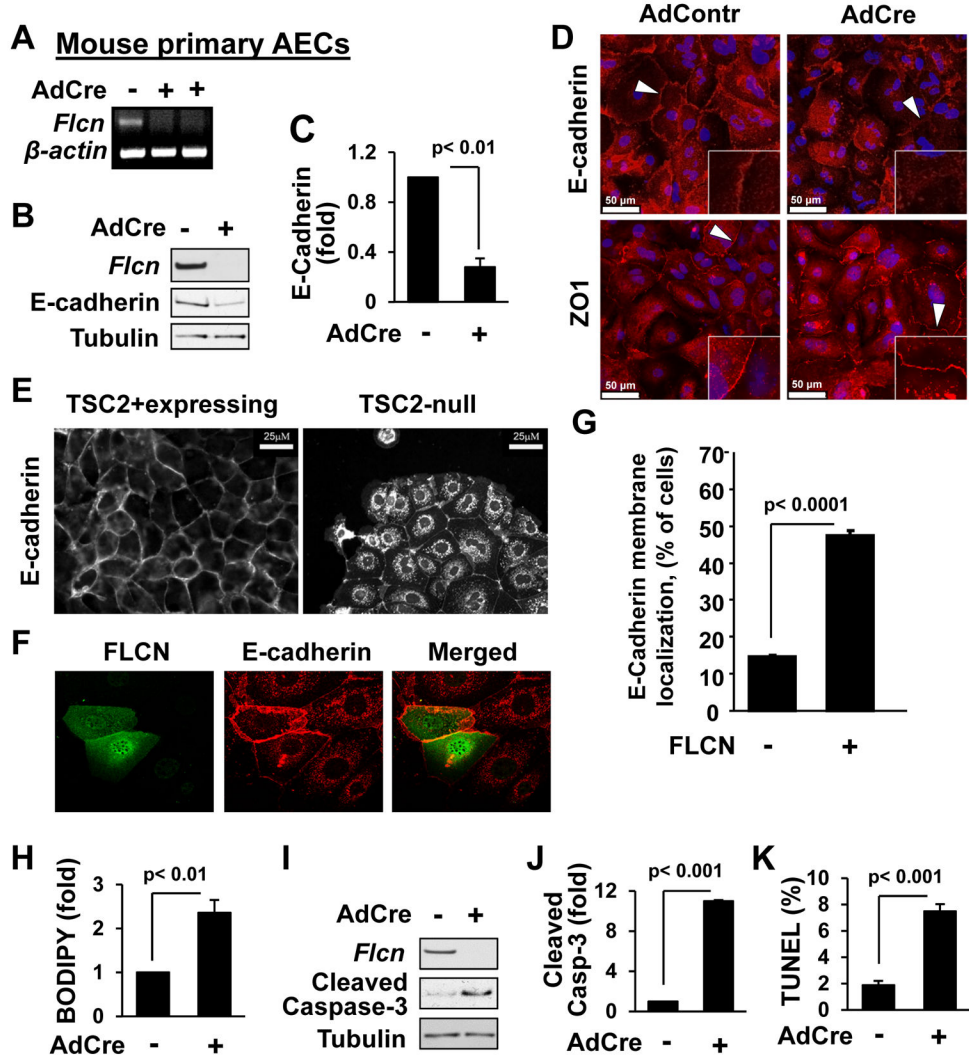 A Mouse primary AECs
AdCre - + +
Flcn
β-actin
B
AdCre - +
Flcn
E-cadherin
Tubulin
C
p< 0.01
1.2
0.8
0.4
0
E-Cadherin
(fold)
AdCre - +
D
AdContr AdCre
E-cadherin
50 µm 50 µm
ZO1
50 µm 50 µm
E
TSC2+expressing TSC2-null
E-cadherin
25µM 25µM
F
FLCN E-cadherin Merged
G
p< 0.0001
70
60
50
40
30
20
10
0
E-Cadherin membrane
localization, (% of cells)
FLCN - +
H
p< 0.01
3
2
1
0
BODIPY (fold)
AdCre - +
I
AdCre - +
Flcn
Cleaved
Caspase-3
Tubulin
J
p< 0.001
12
8
4
0
Cleaved
Casp-3 (fold)
AdCre - +
K
p< 0.001
10
8
6
4
2
0
TUNEL (%)
AdCre - +